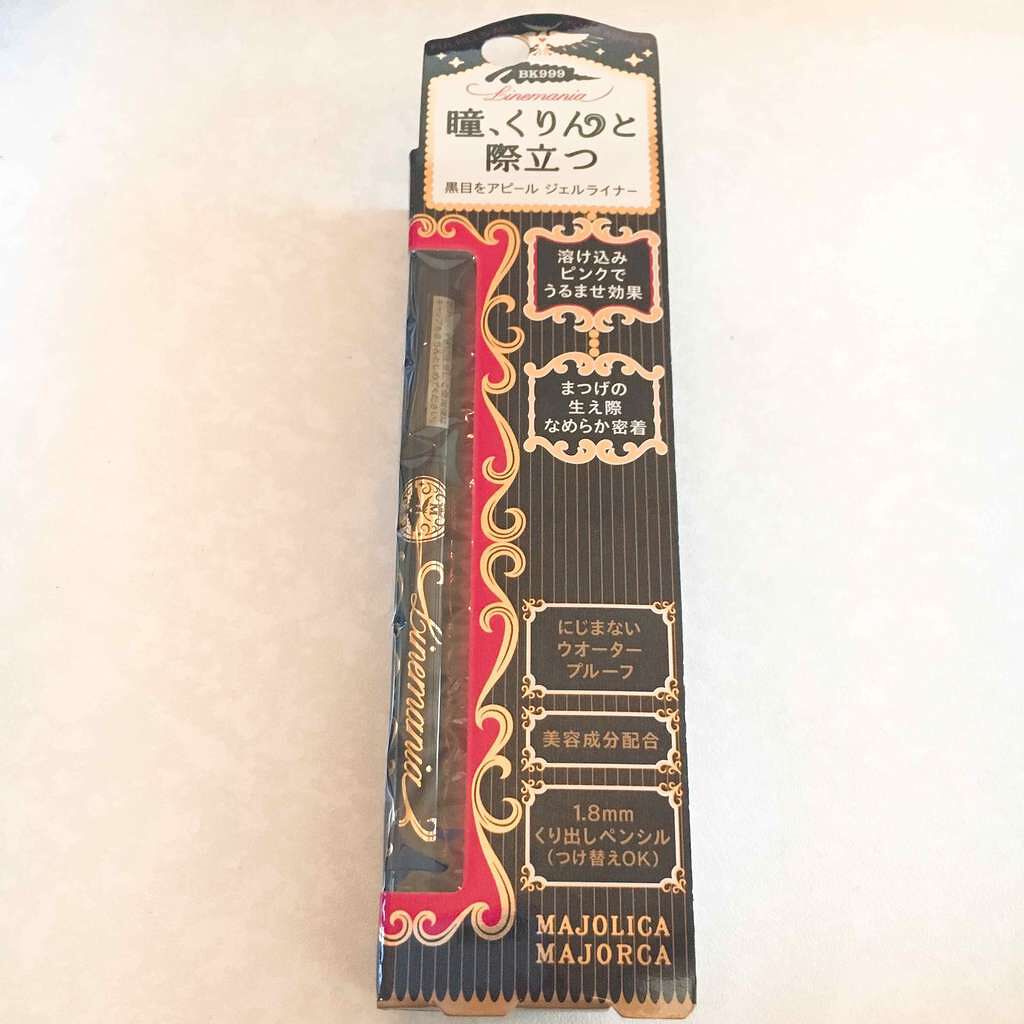 BK999
Linemania
瞳、くりんと
際立つ
黒目をアピール ジェルライナー
溶け込み
ピンクで
うるませ効果
まつげの
生え際
なめらか密着
Linemania
にじまない
ウオーター
プルーフ
美容成分配合
1.8mm
くり出しペンシル
(つけ替えOK)
MAJOLICA
MAJORCA